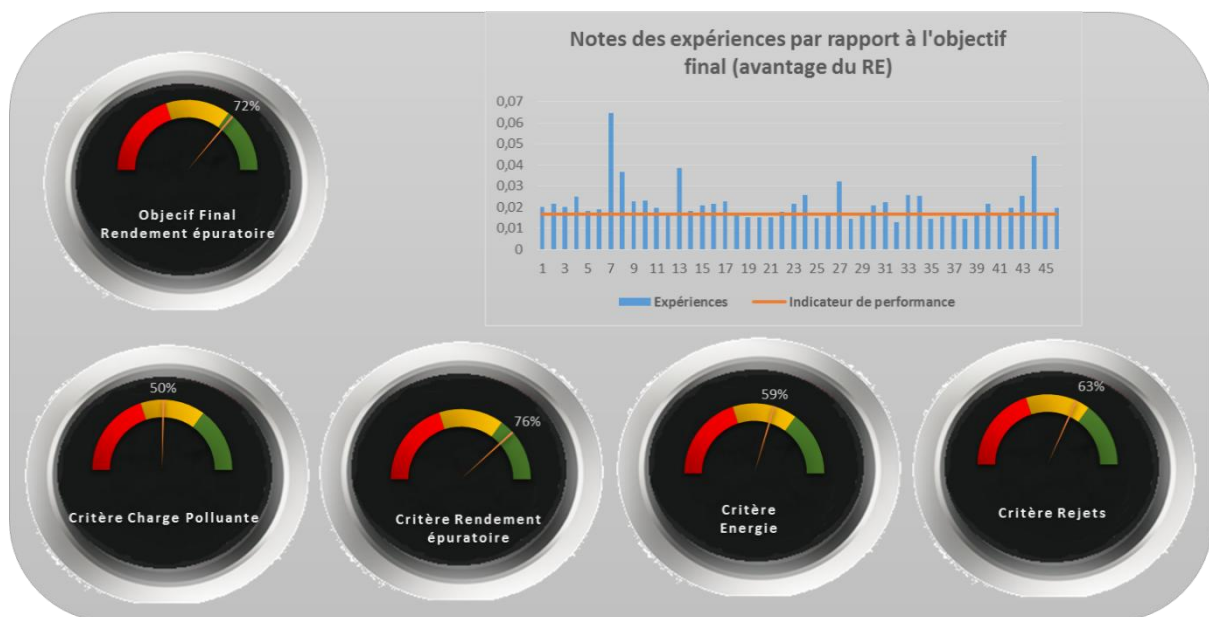 72%
Objecif Final
Rendement épuratoire
Notes des expériences par rapport à l'objectif
final (avantage du RE)
0,07
0,06
0,05
0,04
0,03
0,02
0,01
0
1 3 5 7 9 11 13 15 17 19 21 23 25 27 29 31 33 35 37 39 41 43 45
Expériences Indicateur de performance
50%
Critère Charge Polluante
76%
Critère Rendement
épuratoire
59%
Critère
Energie
63%
Critère Rejets